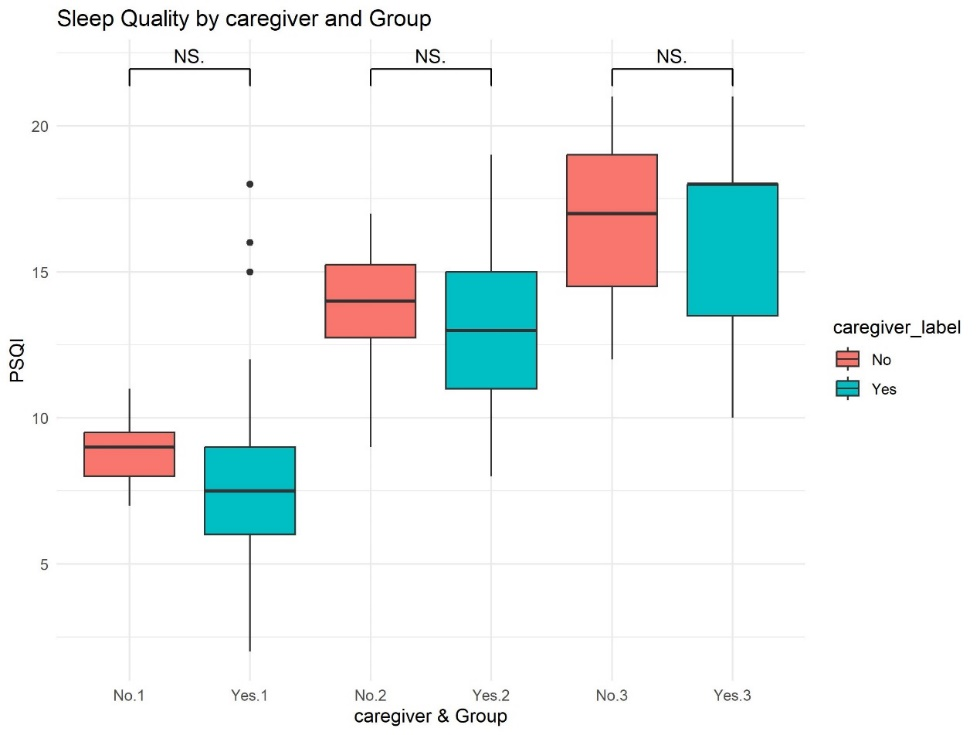 Sleep Quality by caregiver and Group
NS.
NS.
NS.
20
15
10
5
PSQI
No.1
Yes.1
No.2
Yes.2
No.3
Yes.3
caregiver & Group
caregiver_label
No
Yes